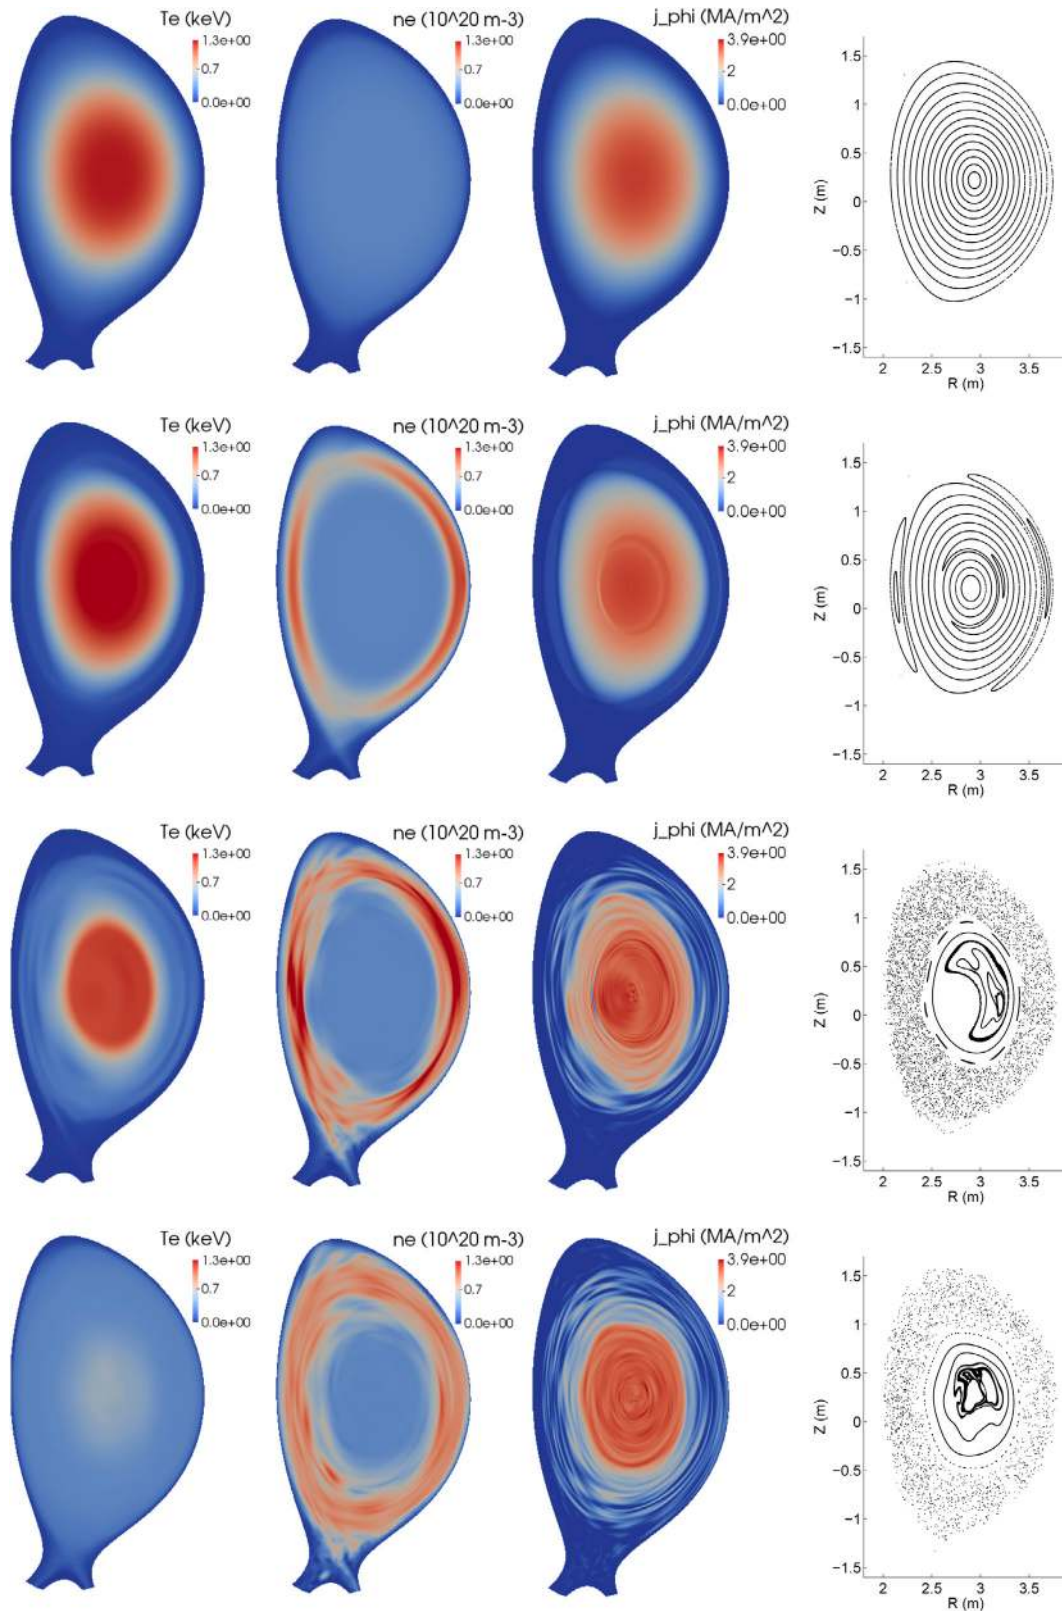 Te (keV) ne (10^20 m-3) j_phi (MA/m^2)
1.3e+00 1.3e+00 3.9e+00
0.7 0.7 2
0.0e+00 0.0e+00 0.0e+00
1.5
1
0.5
0
−0.5
−1
−1.5
Z (m)
2 2.5 3 3.5
R (m)
Te (keV) ne (10^20 m-3) j_phi (MA/m^2)
1.3e+00 1.3e+00 3.9e+00
0.7 0.7 2
0.0e+00 0.0e+00 0.0e+00
1.5
1
0.5
0
−0.5
−1
−1.5
Z (m)
2 2.5 3 3.5
R (m)
Te (keV) ne (10^20 m-3) j_phi (MA/m^2)
1.3e+00 1.3e+00 3.9e+00
0.7 0.7 2
0.0e+00 0.0e+00 0.0e+00
1.5
1
0.5
0
−0.5
−1
−1.5
Z (m)
2 2.5 3 3.5
R (m)
Te (keV) ne (10^20 m-3) j_phi (MA/m^2)
1.3e+00 1.3e+00 3.9e+00
0.7 0.7 2
0.0e+00 0.0e+00 0.0e+00
1.5
1
0.5
0
−0.5
−1
−1.5
Z (m)
2 2.5 3 3.5
R (m)